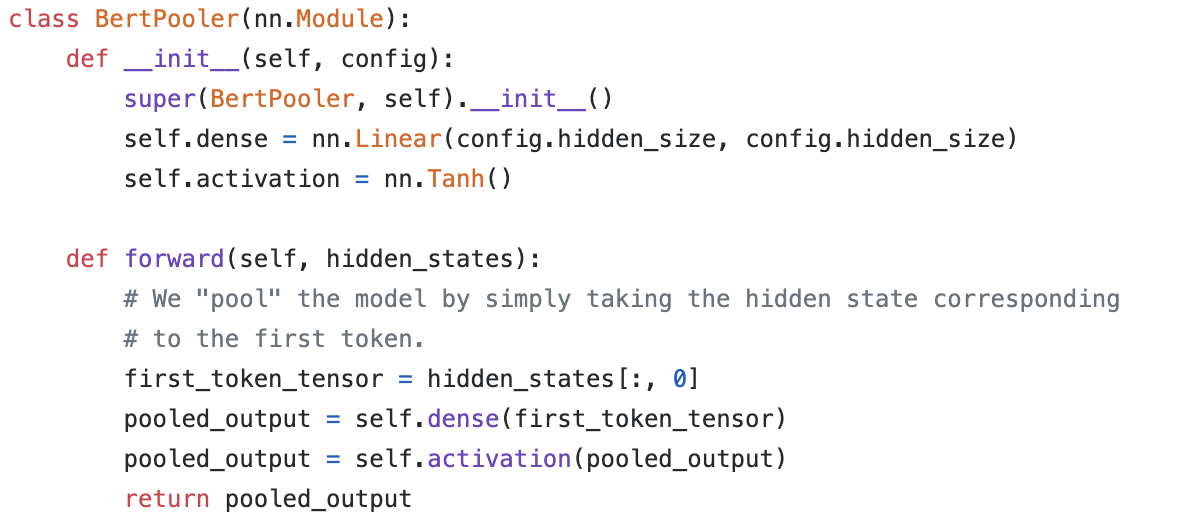 class BertPooler(nn.Module):
    def __init__(self, config):
        super(BertPooler, self).__init__()
        self.dense = nn.Linear(config.hidden_size, config.hidden_size)
        self.activation = nn.Tanh()

    def forward(self, hidden_states):
        # We "pool" the model by simply taking the hidden state corresponding
        # to the first token.
        first_token_tensor = hidden_states[:, 0]
        pooled_output = self.dense(first_token_tensor)
        pooled_output = self.activation(pooled_output)
        return pooled_output